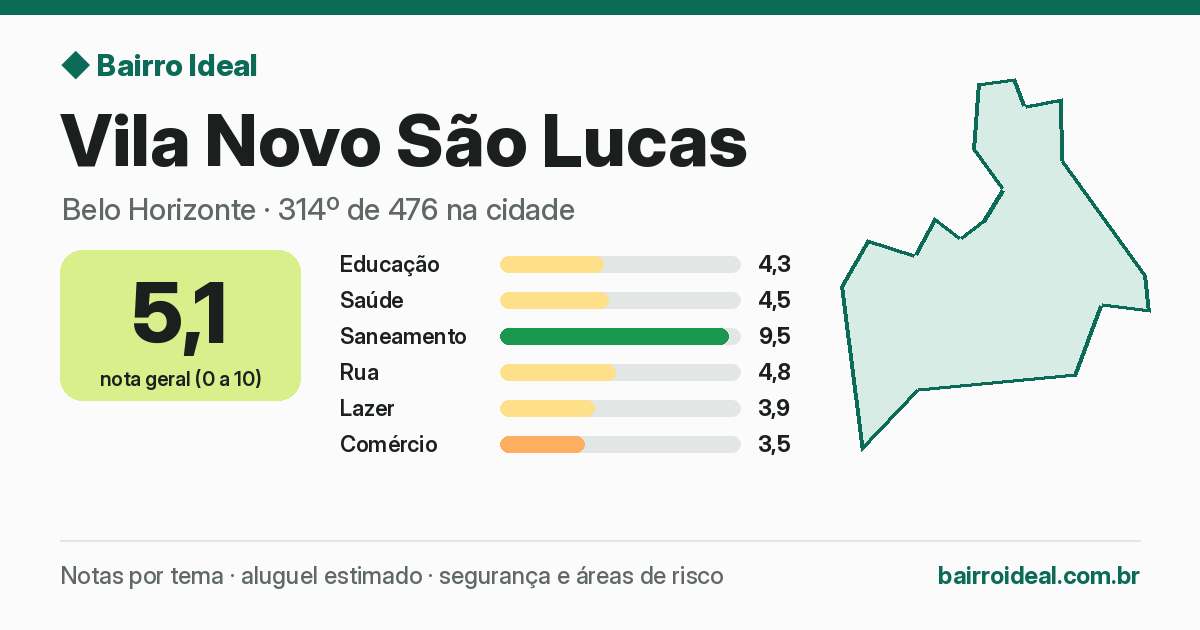 Bairro Ideal
Vila Novo São Lucas
Belo Horizonte · 314º de 476 na cidade
5,1
nota geral (0 a 10)
Educação 4,3
Saúde 4,5
Saneamento 9,5
Rua 4,8
Lazer 3,9
Comércio 3,5
Notas por tema · aluguel estimado · segurança e áreas de risco
bairroideal.com.br